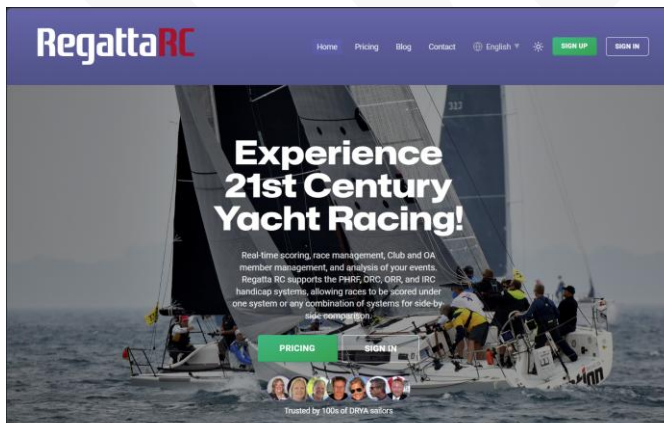 RegattaRC
Home
Pricing
Blog
Contact
English
SIGN UP
SIGN IN
Experience
21st Century
Yacht Racing!
Real-time scoring, race management, Club and OA
member management, and analysis of your events.
Regatta RC supports the PHRF, ORC, ORR, and IRC
handicap systems, allowing races to be scored under
one system or any combination of systems for side-by-
side comparison.
PRICING
SIGN IN
Trusted by 100s of DRYA sailors